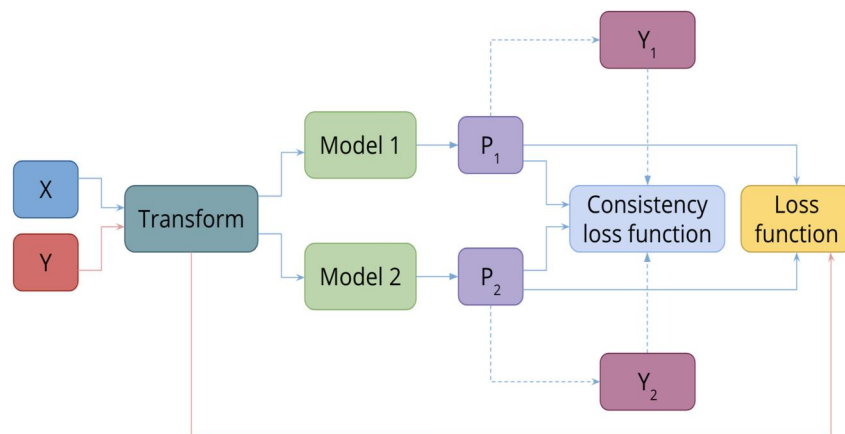 Y₁
Model 1
P₁
X
Transform
Consistency
loss function
Loss
function
Y
Model 2
P₂
Y₂